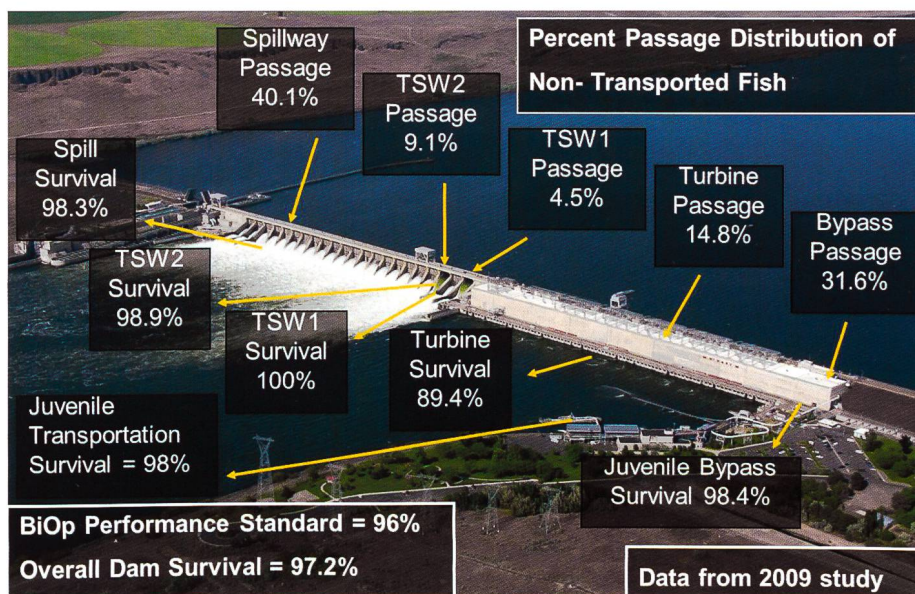 Percent Passage Distribution of
Non- Transported Fish
Spillway
Passage
40.1%
TSW2
Passage
9.1%
TSW1
Passage
4.5%
Turbine
Passage
14.8%
Bypass
Passage
31.6%
Spill
Survival
98.3%
TSW2
Survival
98.9%
TSW1
Survival
100%
Turbine
Survival
89.4%
Juvenile
Transportation
Survival = 98%
Juvenile Bypass
Survival 98.4%
BiOp Performance Standard = 96%
Overall Dam Survival = 97.2%
Data from 2009 study